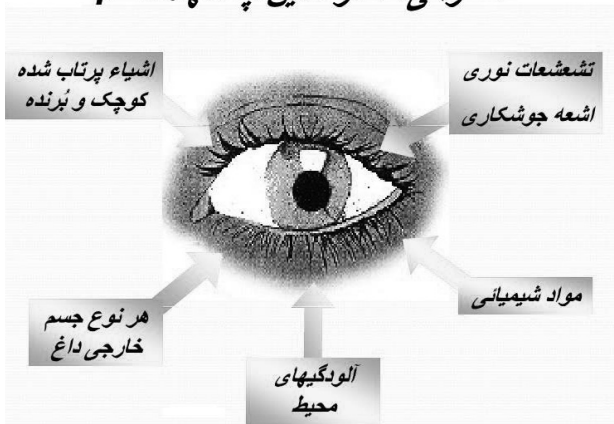 اشیاء پرتاب شده
کوچک و بُرنده
تشعشعات نوری
اشعه جوشکاری
مواد شیمیائی
هر نوع جسم
خارجی داغ
آلودگیهای
محیط